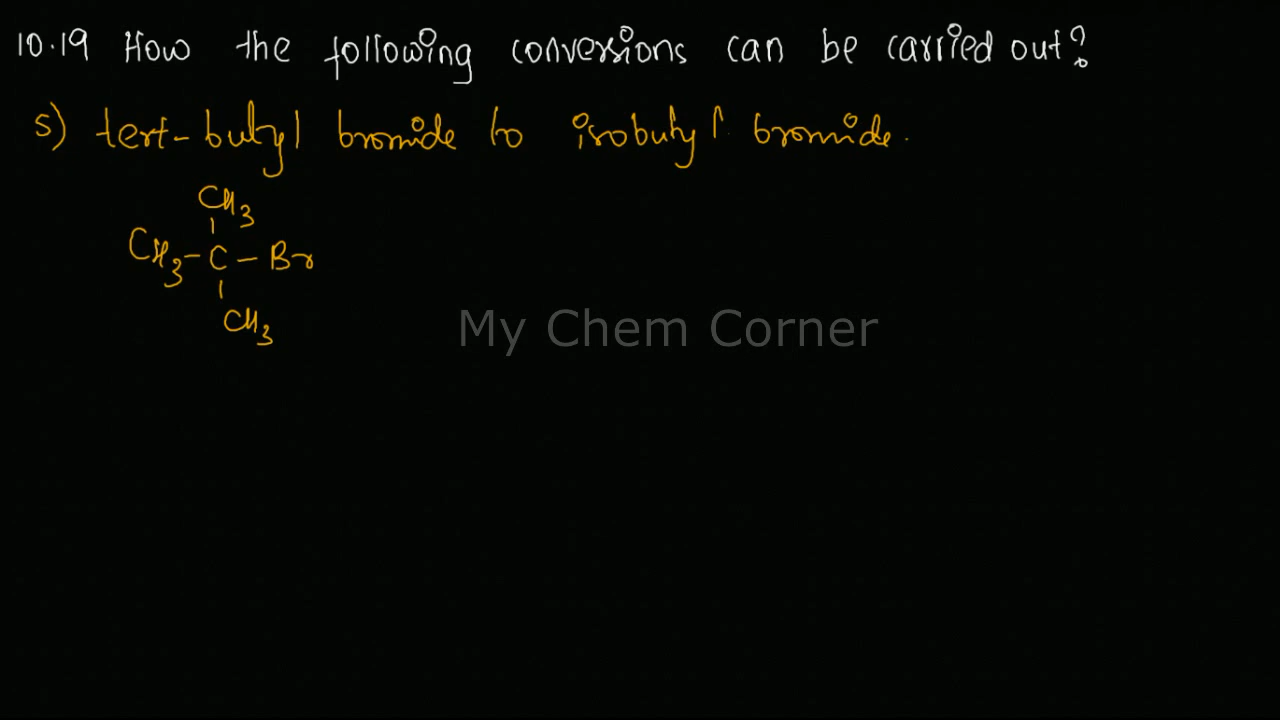 10.19 How the following conversions can be carried out?
s) tert-butyl bromide to isobutyl bromide.
CH3
CH3-C-Br
CH3
My Chem Corner